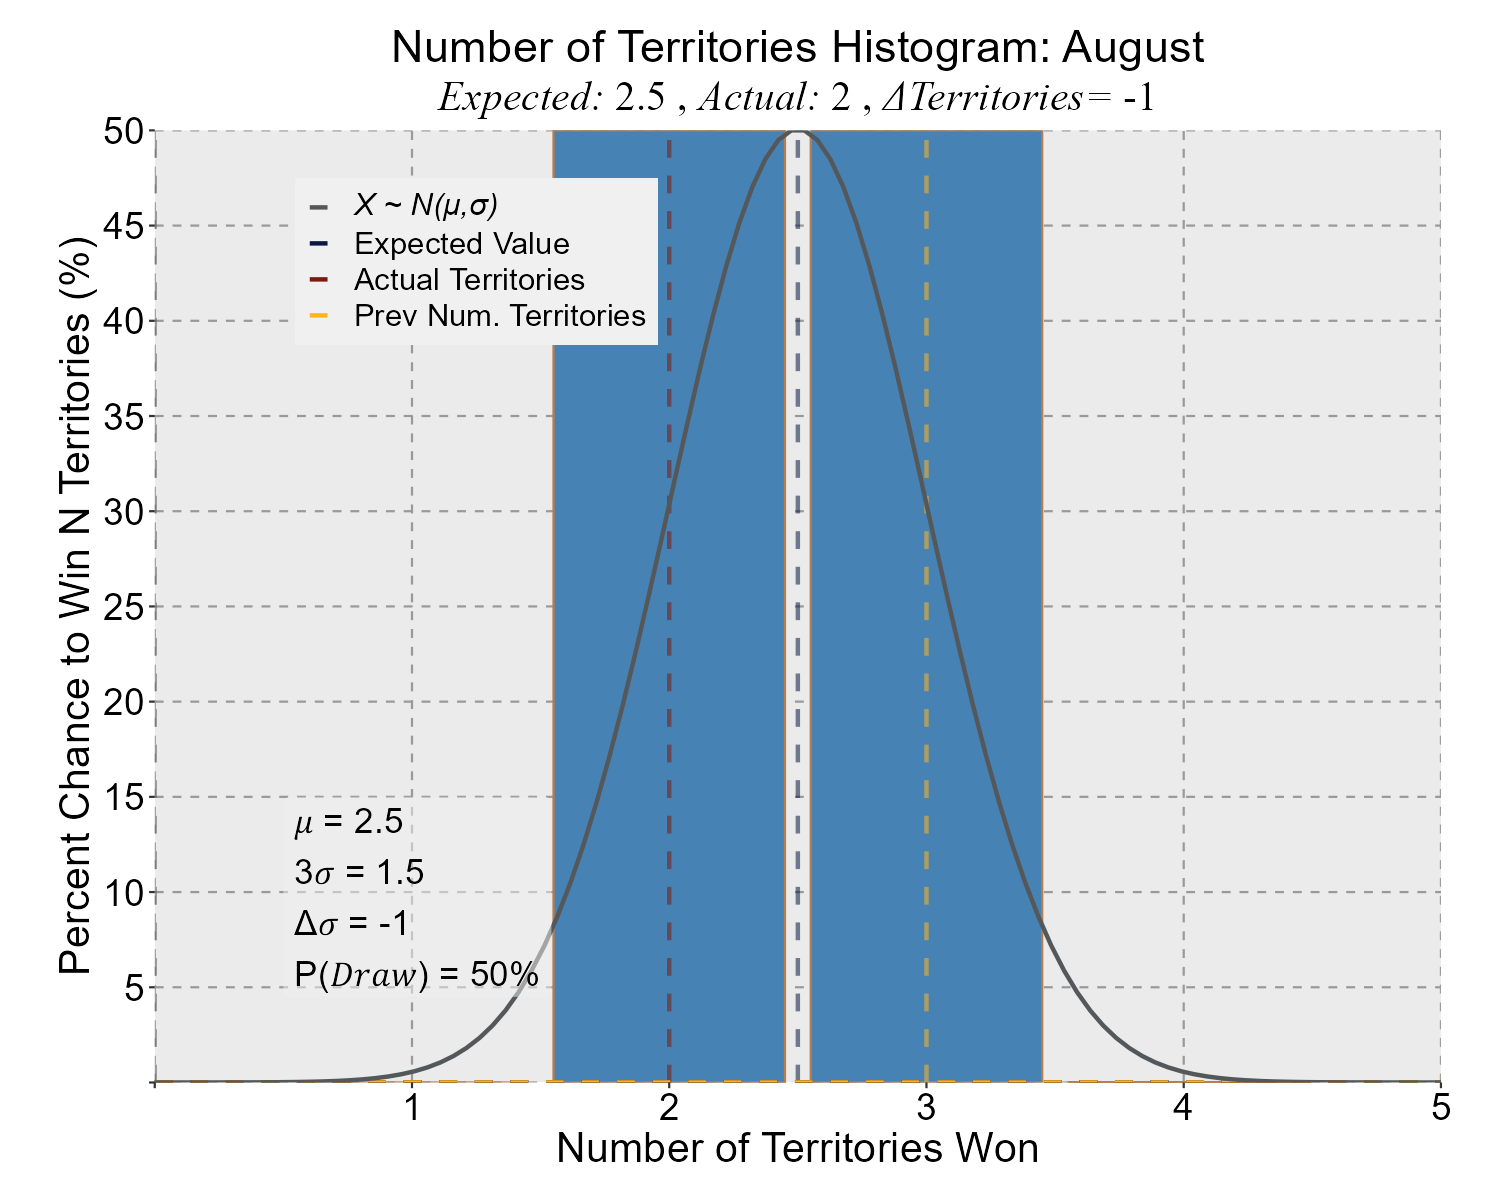 Number of Territories Histogram: August
Expected: 2.5 , Actual: 2 , ΔTerritories= -1
Percent Chance to Win N Territories (%)
50
45
40
35
30
25
20
15
10
5
X ~ N(μ,σ)
Expected Value
Actual Territories
Prev Num. Territories
μ = 2.5
3σ = 1.5
Δσ = -1
P(Draw) = 50%
1 2 3 4 5
Number of Territories Won